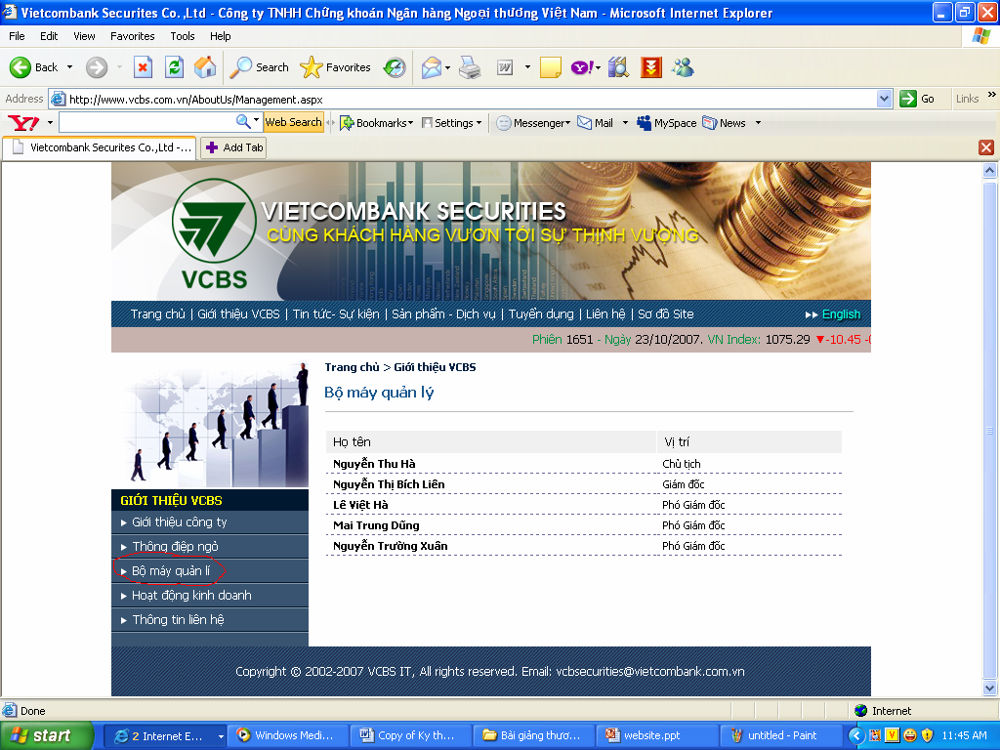 Vietcombank Securites Co. ,Ltd - Công ty TNHH Chứng khoán Ngân hàng Ngoại thương Việt Nam - Microsoft Internet Explorer
File Edit View Favorites Tools Help
Back Search Favorites
Address http://www.vcbs.com.vn/AboutUs/Management.aspx Go Links »
Y! Web Search Bookmarks Settings Messenger Mail MySpace News
Vietcombank Securites Co.,Ltd -... Add Tab
VIETCOMBANK SECURITIES
CÙNG KHÁCH HÀNG VƯƠN TỚI SỰ THỊNH VƯỢNG
VCBS
Trang chủ | Giới thiệu VCBS | Tin tức- Sự kiện | Sản phẩm - Dịch vụ | Tuyển dụng | Liên hệ | Sơ đồ Site English
Phiên 1651 - Ngày 23/10/2007. VN Index: 1075.29 ▼-10.45
Trang chủ > Giới thiệu VCBS
Bộ máy quản lý
Họ tên Vị trí
Nguyễn Thu Hà Chủ tịch
Nguyễn Thị Bích Liên Giám đốc
Lê Việt Hà Phó Giám đốc
Mai Trung Dũng Phó Giám đốc
Nguyễn Trường Xuân Phó Giám đốc
GIỚI THIỆU VCBS
Giới thiệu công ty
Thông điệp ngỏ
Bộ máy quản lí
Hoạt động kinh doanh
Thông tin liên hệ
Copyright © 2002-2007 VCBS IT, All rights reserved. Email: vcbsecurities@vietcombank.com.vn
Done Internet
start 2 Internet E... Windows Medi... Copy of Ky th... Bài giảng thươ... website.ppt untitled - Paint 11:45 AM